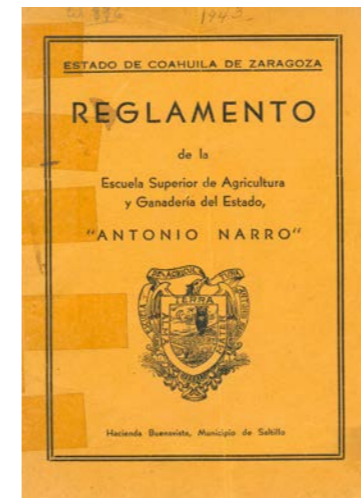 1943
ESTADO DE COAHUILA DE ZARAGOZA
REGLAMENTO
de la
Escuela Superior de Agricultura
y Ganadería del Estado,
"ANTONIO NARRO"
TERRA
Hacienda Buenavista, Municipio de Saltillo